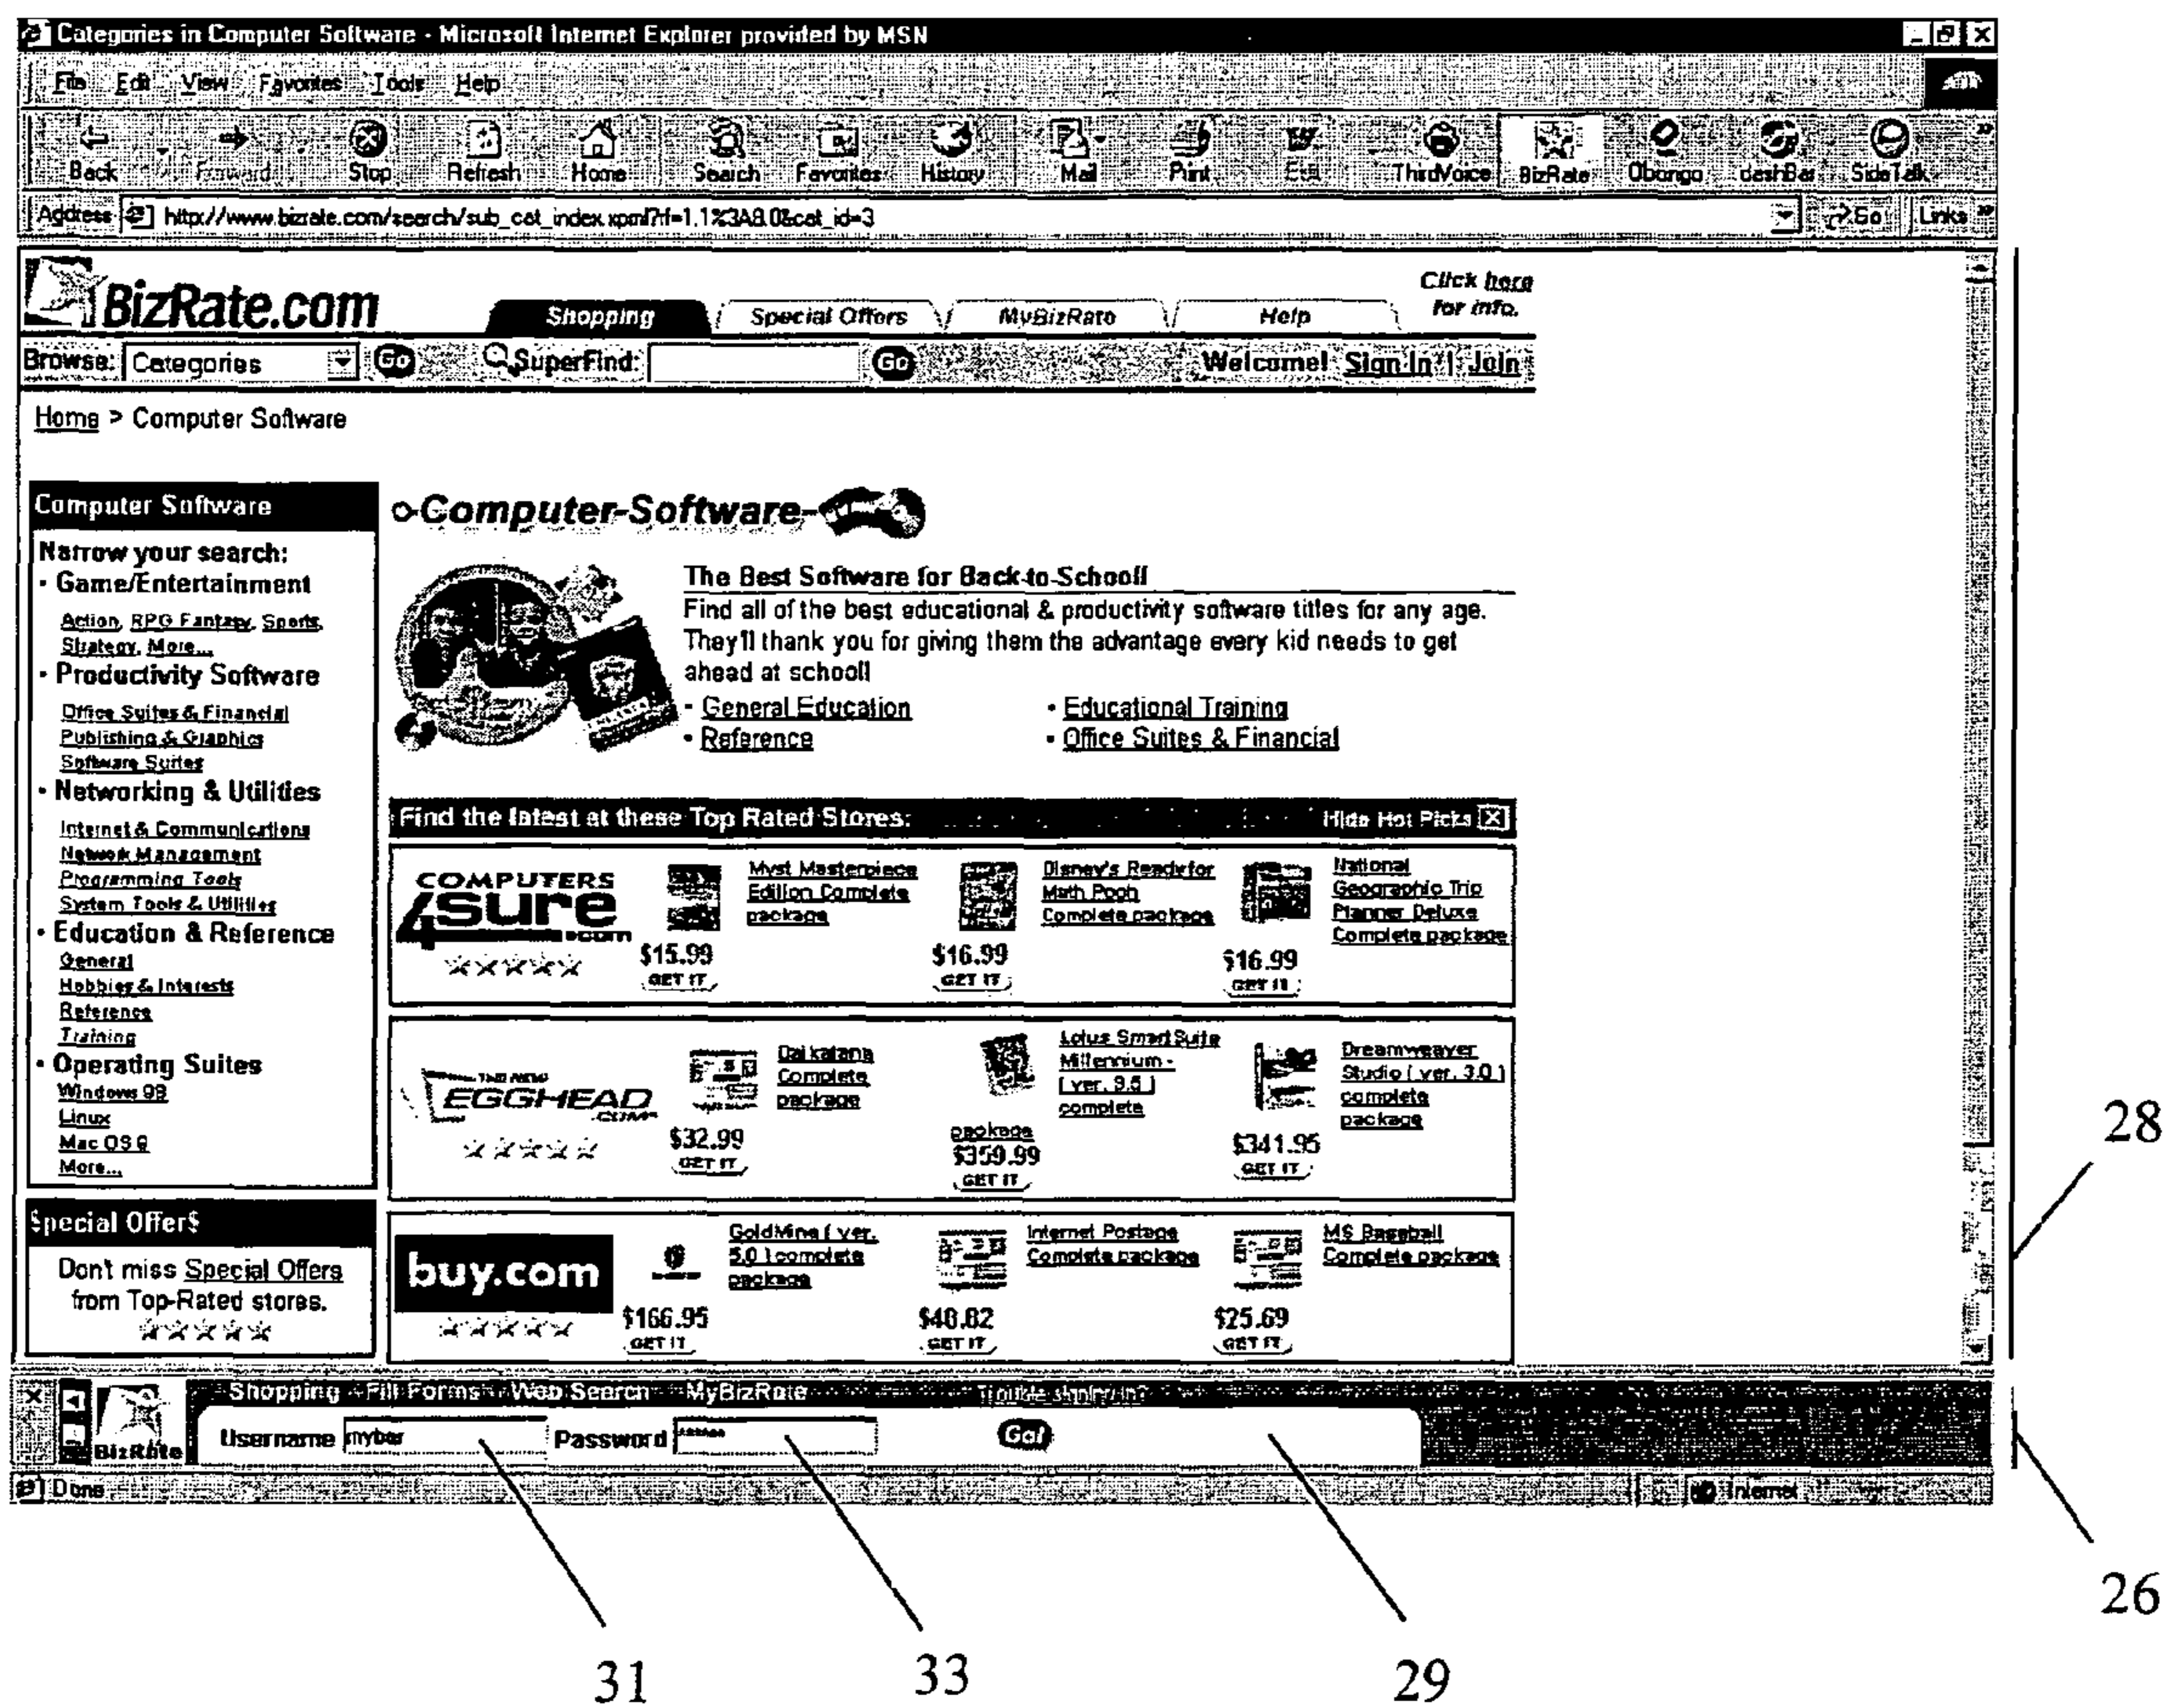 Categories in Computer Software - Microsoft Internet Explorer provided by MSN
File Edit View Favorites Tools Help
Back Forward Stop Refresh Home Search Favorites History Mail Print Edit ThirdVoice BizRate Obongo dashBar SideTalk
Address http://www.bizrate.com/search/sub_cat_index.xpml?rf=1.1%3A8.0&cat_id=3 Go Links
BizRate.com Shopping Special Offers MyBizRate Help Click here
for info.
Browse: Categories Go SuperFind: Go Welcome! Sign In | Join
Home > Computer Software
Computer Software
Narrow your search:
· Game/Entertainment
Action, RPG Fantasy, Sports,
Strategy, More...
· Productivity Software
Office Suites & Financial
Publishing & Graphics
Software Suites
· Networking & Utilities
Internet & Communications
Network Management
Programming Tools
System Tools & Utilities
· Education & Reference
General
Hobbies & Interests
Reference
Training
· Operating Suites
Windows 98
Linux
Mac OS 9
More...
$pecial Offer$
Don't miss Special Offers
from Top-Rated stores.
Computer-Software
The Best Software for Back-to-School!
Find all of the best educational & productivity software titles for any age.
They'll thank you for giving them the advantage every kid needs to get
ahead at school!
· General Education · Educational Training
· Reference · Office Suites & Financial
Find the latest at these Top Rated Stores: Hide Hot Picks X
COMPUTERS
4sure
.com
Myst Masterpiece
Edition Complete
package
$15.99
GET IT
Disney's Ready for
Math Pooh
Complete package
$16.99
GET IT
National
Geographic Trip
Planner Deluxe
Complete package
$16.99
GET IT
THE NEW
EGGHEAD
.COM
Daikatana
Complete
package
$32.99
GET IT
Lotus SmartSuite
Millennium -
( ver. 9.5 )
complete
package
$359.99
GET IT
Dreamweaver
Studio ( ver. 3.0 )
complete
package
$341.95
GET IT
buy.com
GoldMine ( ver.
5.0 ) complete
package
$166.95
GET IT
Internet Postage
Complete package
$48.82
GET IT
MS Baseball
Complete package
$25.69
GET IT
Shopping Fill Forms Web Search MyBizRate Trouble signing in?
BizRate Username mybar Password ****** Go!
Done Internet
28
26
31
33
29